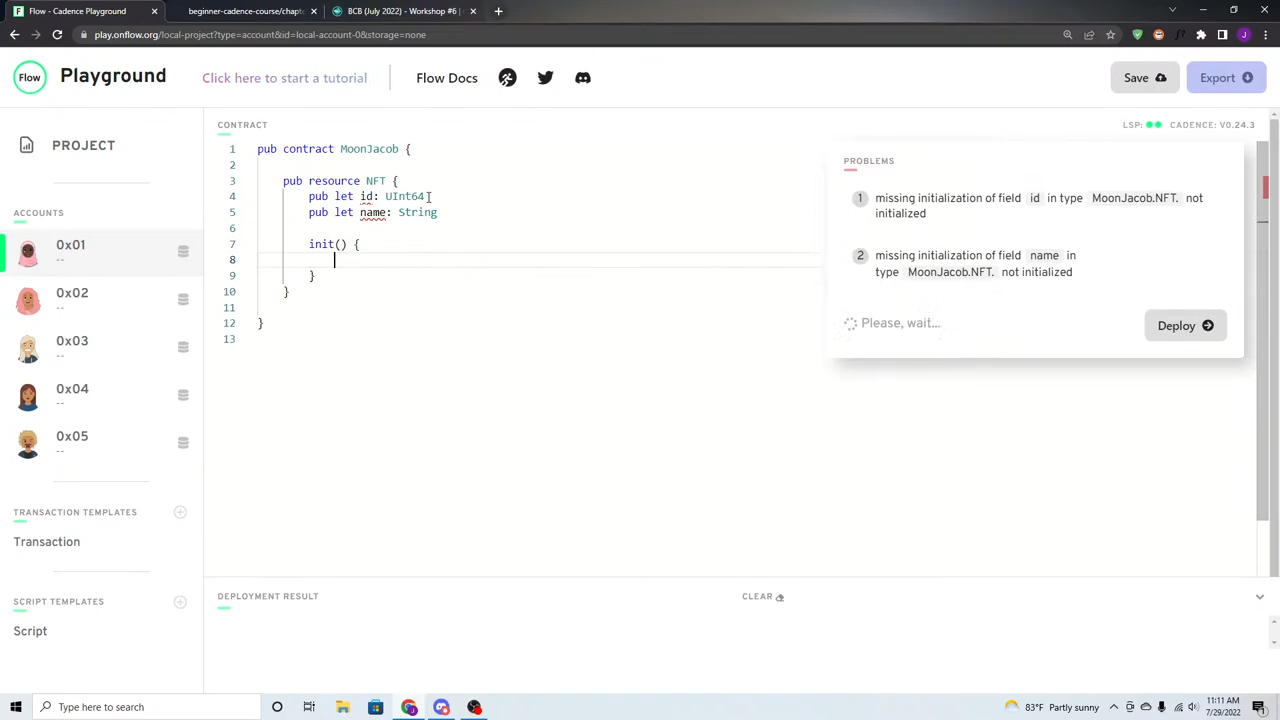 Flow - Cadence Playground
beginner-cadence-course/chapt
BCB (July 2022) - Workshop #6 |
play.onflow.org/local-project?type=account&id=local-account-0&storage=none
Flow
Playground
Click here to start a tutorial
Flow Docs
Save
Export
PROJECT
ACCOUNTS
0x01
--
0x02
--
0x03
--
0x04
--
0x05
--
TRANSACTION TEMPLATES
Transaction
SCRIPT TEMPLATES
Script
CONTRACT
LSP:
CADENCE: V0.24.3
1 pub contract MoonJacob {
2
3 pub resource NFT {
4 pub let id: UInt64
5 pub let name: String
6
7 init() {
8
9 }
10 }
11
12 }
13
PROBLEMS
1 missing initialization of field id in type MoonJacob.NFT. not
initialized
2 missing initialization of field name in
type MoonJacob.NFT. not initialized
Please, wait...
Deploy
DEPLOYMENT RESULT
CLEAR
Type here to search
83°F Partly sunny
11:11 AM
7/29/2022